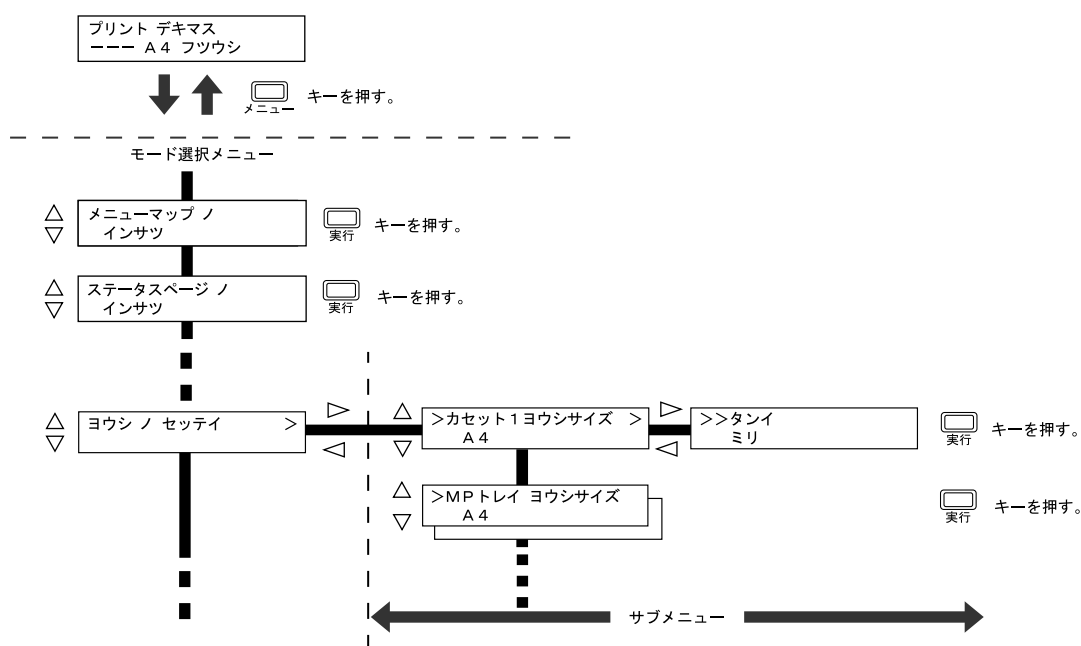 プリント デキマス
ーーー A4 フツウシ
メニュー
キーを押す。
モード選択メニュー
メニューマップ ノ
インサツ
実行
キーを押す。
ステータスページ ノ
インサツ
実行
キーを押す。
ヨウシ ノ セッテイ >
>カセット1ヨウシサイズ >
A4
>>タンイ
ミリ
実行
キーを押す。
>MPトレイ ヨウシサイズ
A4
実行
キーを押す。
サブメニュー